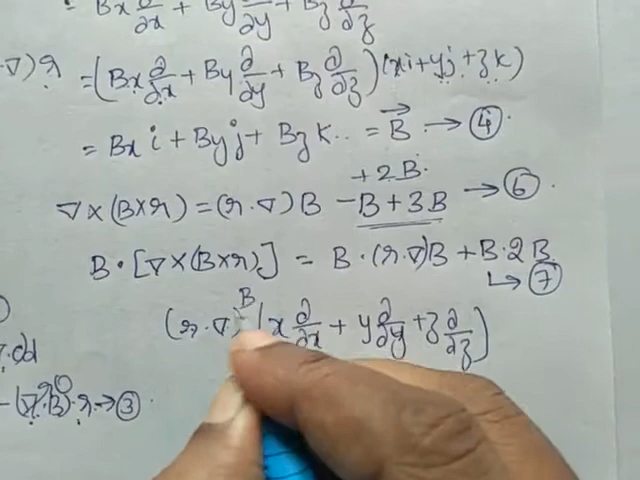 = Bx ∂/∂x + By ∂/∂y + Bz ∂/∂z
·∇)r = (Bx ∂/∂x + By ∂/∂y + Bz ∂/∂z)(xi + yj + zk)
= Bx i + By j + Bz k .. = B⃗ . → ④
+ 2B.
∇×(B×r) = (r.∇)B − B + 3B → ⑥ .
B • [∇×(B×r)] = B · (r.∇)B + B·2B
↳ ⑦
B
(r.∇) (x ∂/∂x + y ∂/∂y + z ∂/∂z)
− (∇.B).r → ③ .